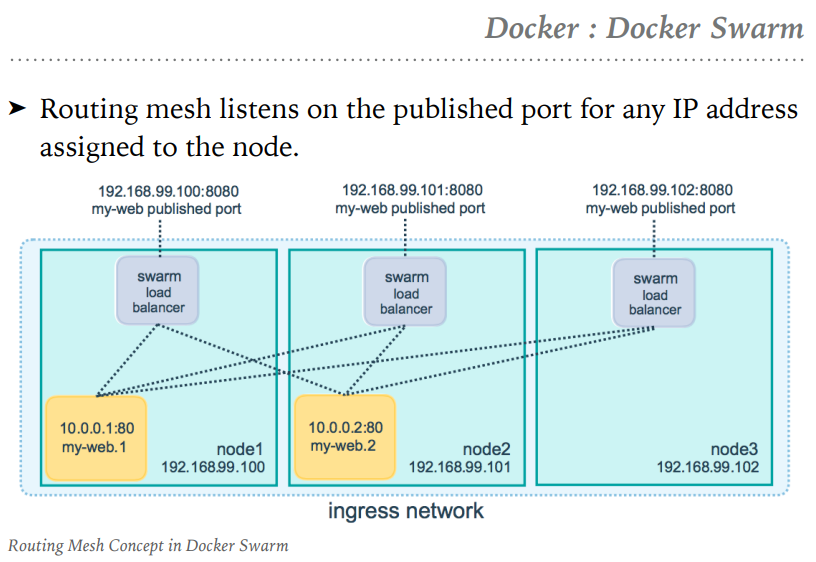 Docker : Docker Swarm
➤ Routing mesh listens on the published port for any IP address
assigned to the node.
192.168.99.100:8080
my-web published port
192.168.99.101:8080
my-web published port
192.168.99.102:8080
my-web published port
swarm
load
balancer
swarm
load
balancer
swarm
load
balancer
10.0.0.1:80
my-web.1
node1
192.168.99.100
10.0.0.2:80
my-web.2
node2
192.168.99.101
node3
192.168.99.102
ingress network
Routing Mesh Concept in Docker Swarm